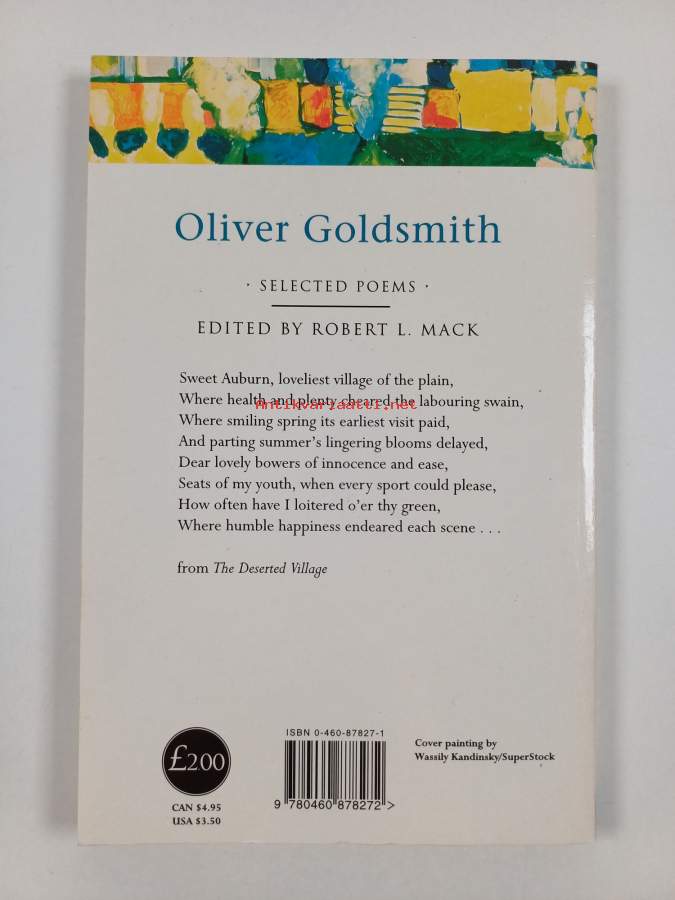 Oliver Goldsmith
· SELECTED POEMS ·
EDITED BY ROBERT L. MACK
Sweet Auburn, loveliest village of the plain,
Where health and plenty cheered the labouring swain,
Antikvariaatti.net
Where smiling spring its earliest visit paid,
And parting summer's lingering blooms delayed,
Dear lovely bowers of innocence and ease,
Seats of my youth, when every sport could please,
How often have I loitered o'er thy green,
Where humble happiness endeared each scene . . .
from The Deserted Village
£2.00
CAN $4.95
USA $3.50
ISBN 0-460-87827-1
9 780460 878272 >
Cover painting by
Wassily Kandinsky/SuperStock